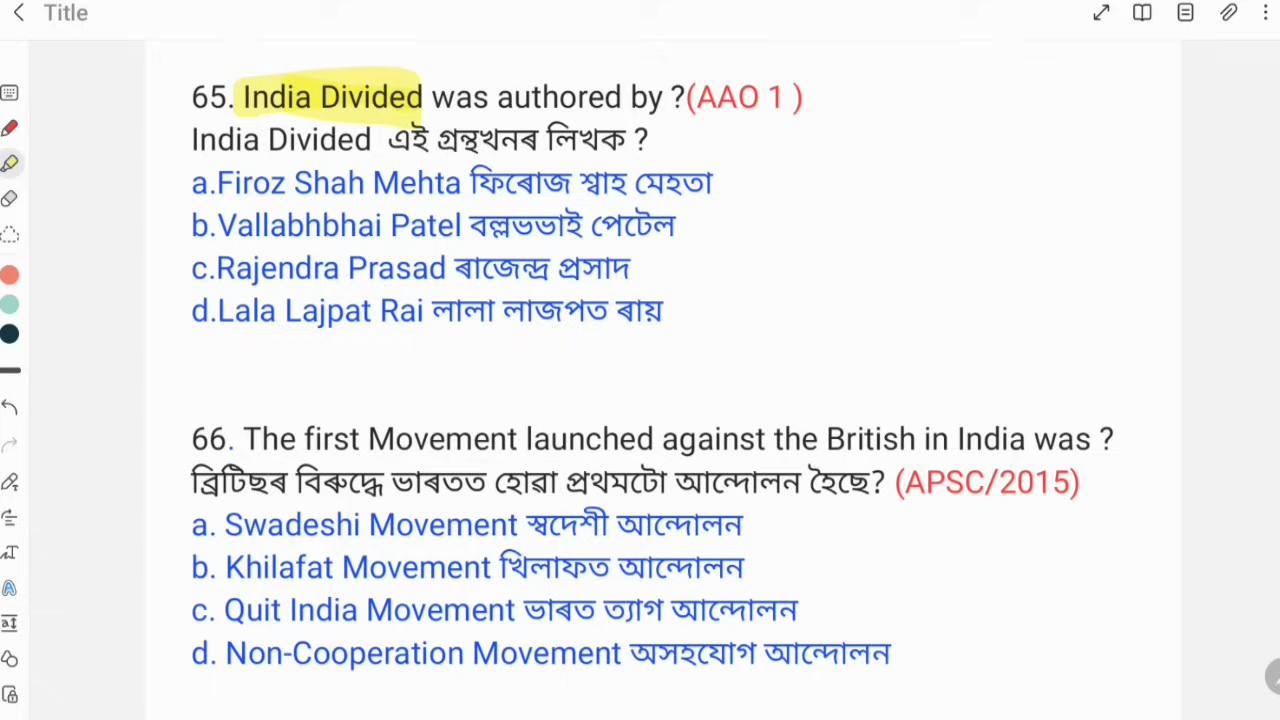 Title
65. India Divided was authored by ?(AAO 1 )
India Divided এই গ্ৰন্থখনৰ লিখক ?
a.Firoz Shah Mehta ফিৰোজ শ্বাহ মেহতা
b.Vallabhbhai Patel বল্লভভাই পেটেল
c.Rajendra Prasad ৰাজেন্দ্ৰ প্ৰসাদ
d.Lala Lajpat Rai লালা লাজপত ৰায়
66. The first Movement launched against the British in India was ?
ব্ৰিটিছৰ বিৰুদ্ধে ভাৰতত হোৱা প্ৰথমটো আন্দোলন হৈছে? (APSC/2015)
a. Swadeshi Movement স্বদেশী আন্দোলন
b. Khilafat Movement খিলাফত আন্দোলন
c. Quit India Movement ভাৰত ত্যাগ আন্দোলন
d. Non-Cooperation Movement অসহযোগ আন্দোলন